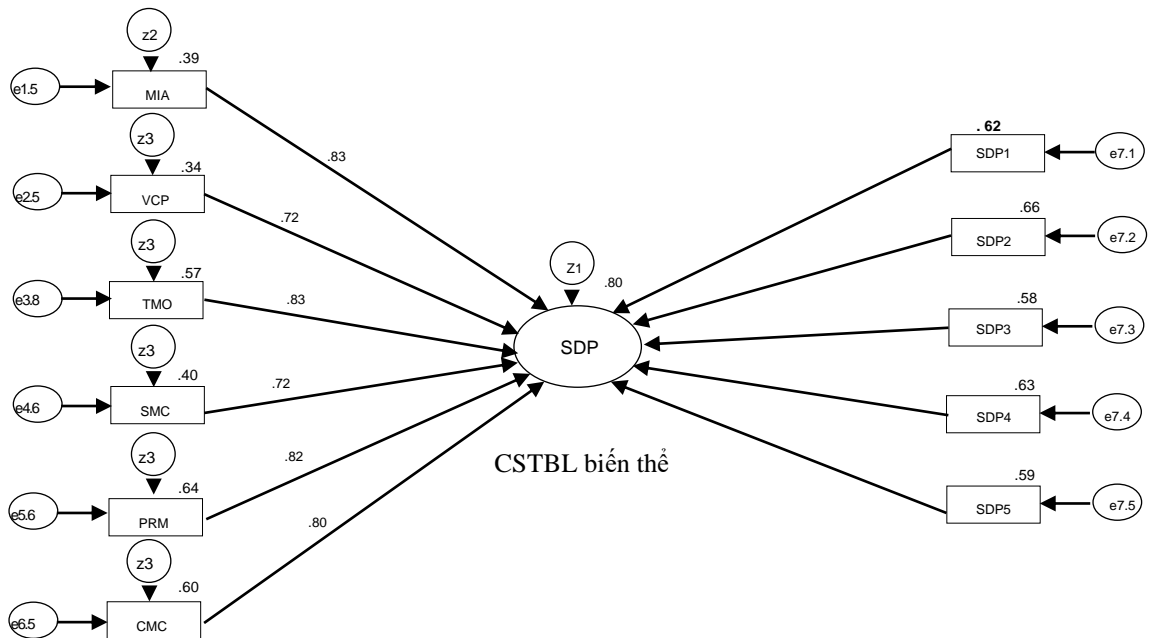 z2
.39
e1.5
MIA
z3
.83
.34
e2.5
VCP
.72
z3
.57
e3.8
TMO
.83
z3
.40
e4.6
SMC
.72
z3
.64
e5.6
PRM
.82
z3
.60
e6.5
CMC
.80
Z1
.80
SDP
CSTBL biến thể
. 62
SDP1
e7.1
.66
SDP2
e7.2
.58
SDP3
e7.3
.63
SDP4
e7.4
.59
SDP5
e7.5